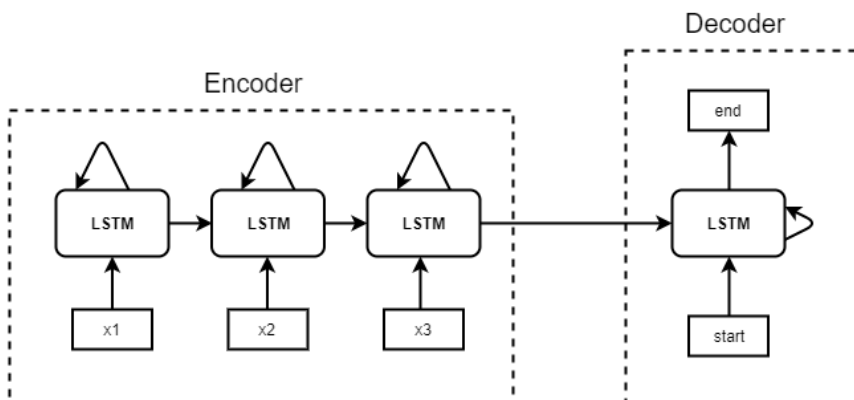 Decoder
Encoder
end
LSTM
LSTM
LSTM
LSTM
x1
x2
x3
start